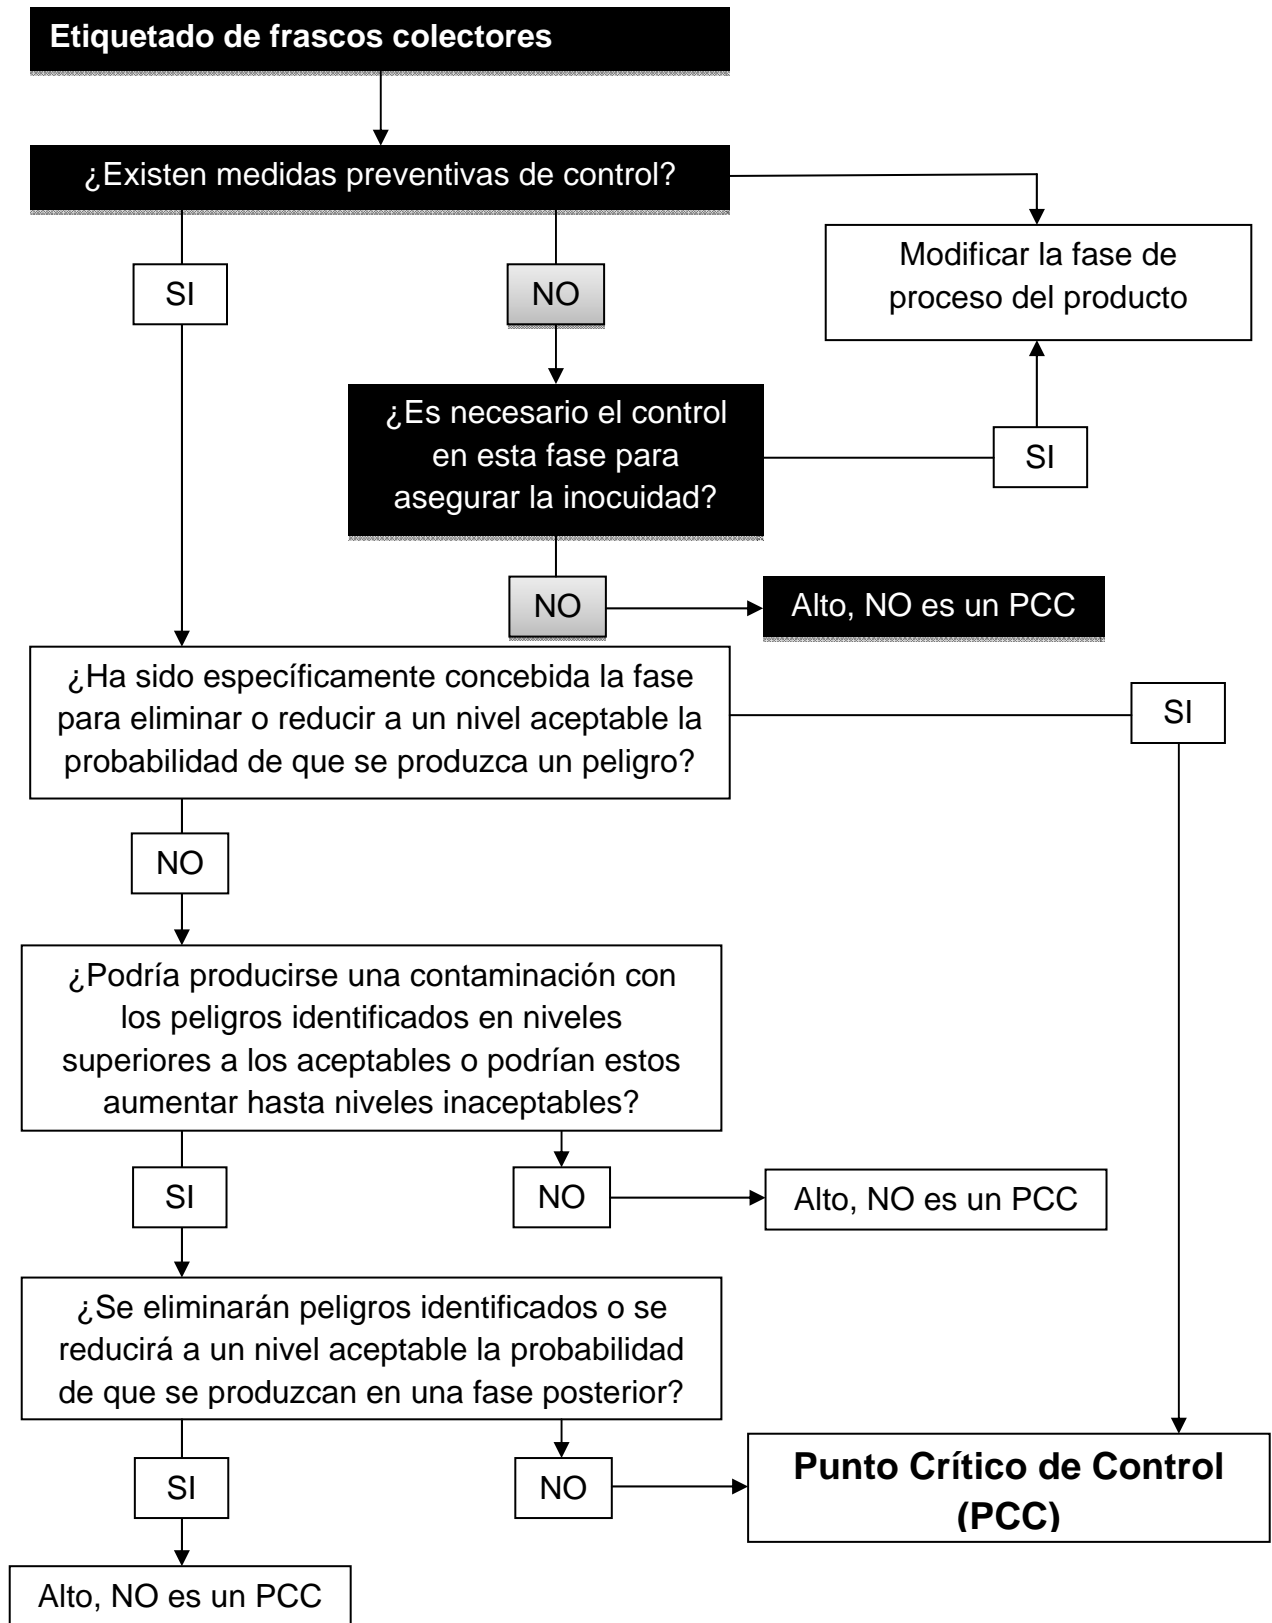 Etiquetado de frascos colectores
¿Existen medidas preventivas de control?
Modificar la fase de
proceso del producto
SI
NO
¿Es necesario el control
en esta fase para
asegurar la inocuidad?
SI
NO
Alto, NO es un PCC
¿Ha sido específicamente concebida la fase
para eliminar o reducir a un nivel aceptable la
probabilidad de que se produzca un peligro?
SI
NO
¿Podría producirse una contaminación con
los peligros identificados en niveles
superiores a los aceptables o podrían estos
aumentar hasta niveles inaceptables?
SI
NO
Alto, NO es un PCC
¿Se eliminarán peligros identificados o se
reducirá a un nivel aceptable la probabilidad
de que se produzcan en una fase posterior?
SI
NO
Punto Crítico de Control
(PCC)
Alto, NO es un PCC